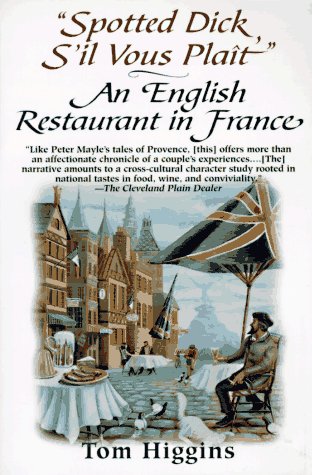 "Spotted Dick,
S'il Vous Plaît"
An English
Restaurant in France
"Like Peter Mayle's tales of Provence, [this] offers more than
an affectionate chronicle of a couple's experiences....[The]
narrative amounts to a cross-cultural character study rooted in
national tastes in food, wine, and conviviality."
—The Cleveland Plain Dealer
Tom Higgins